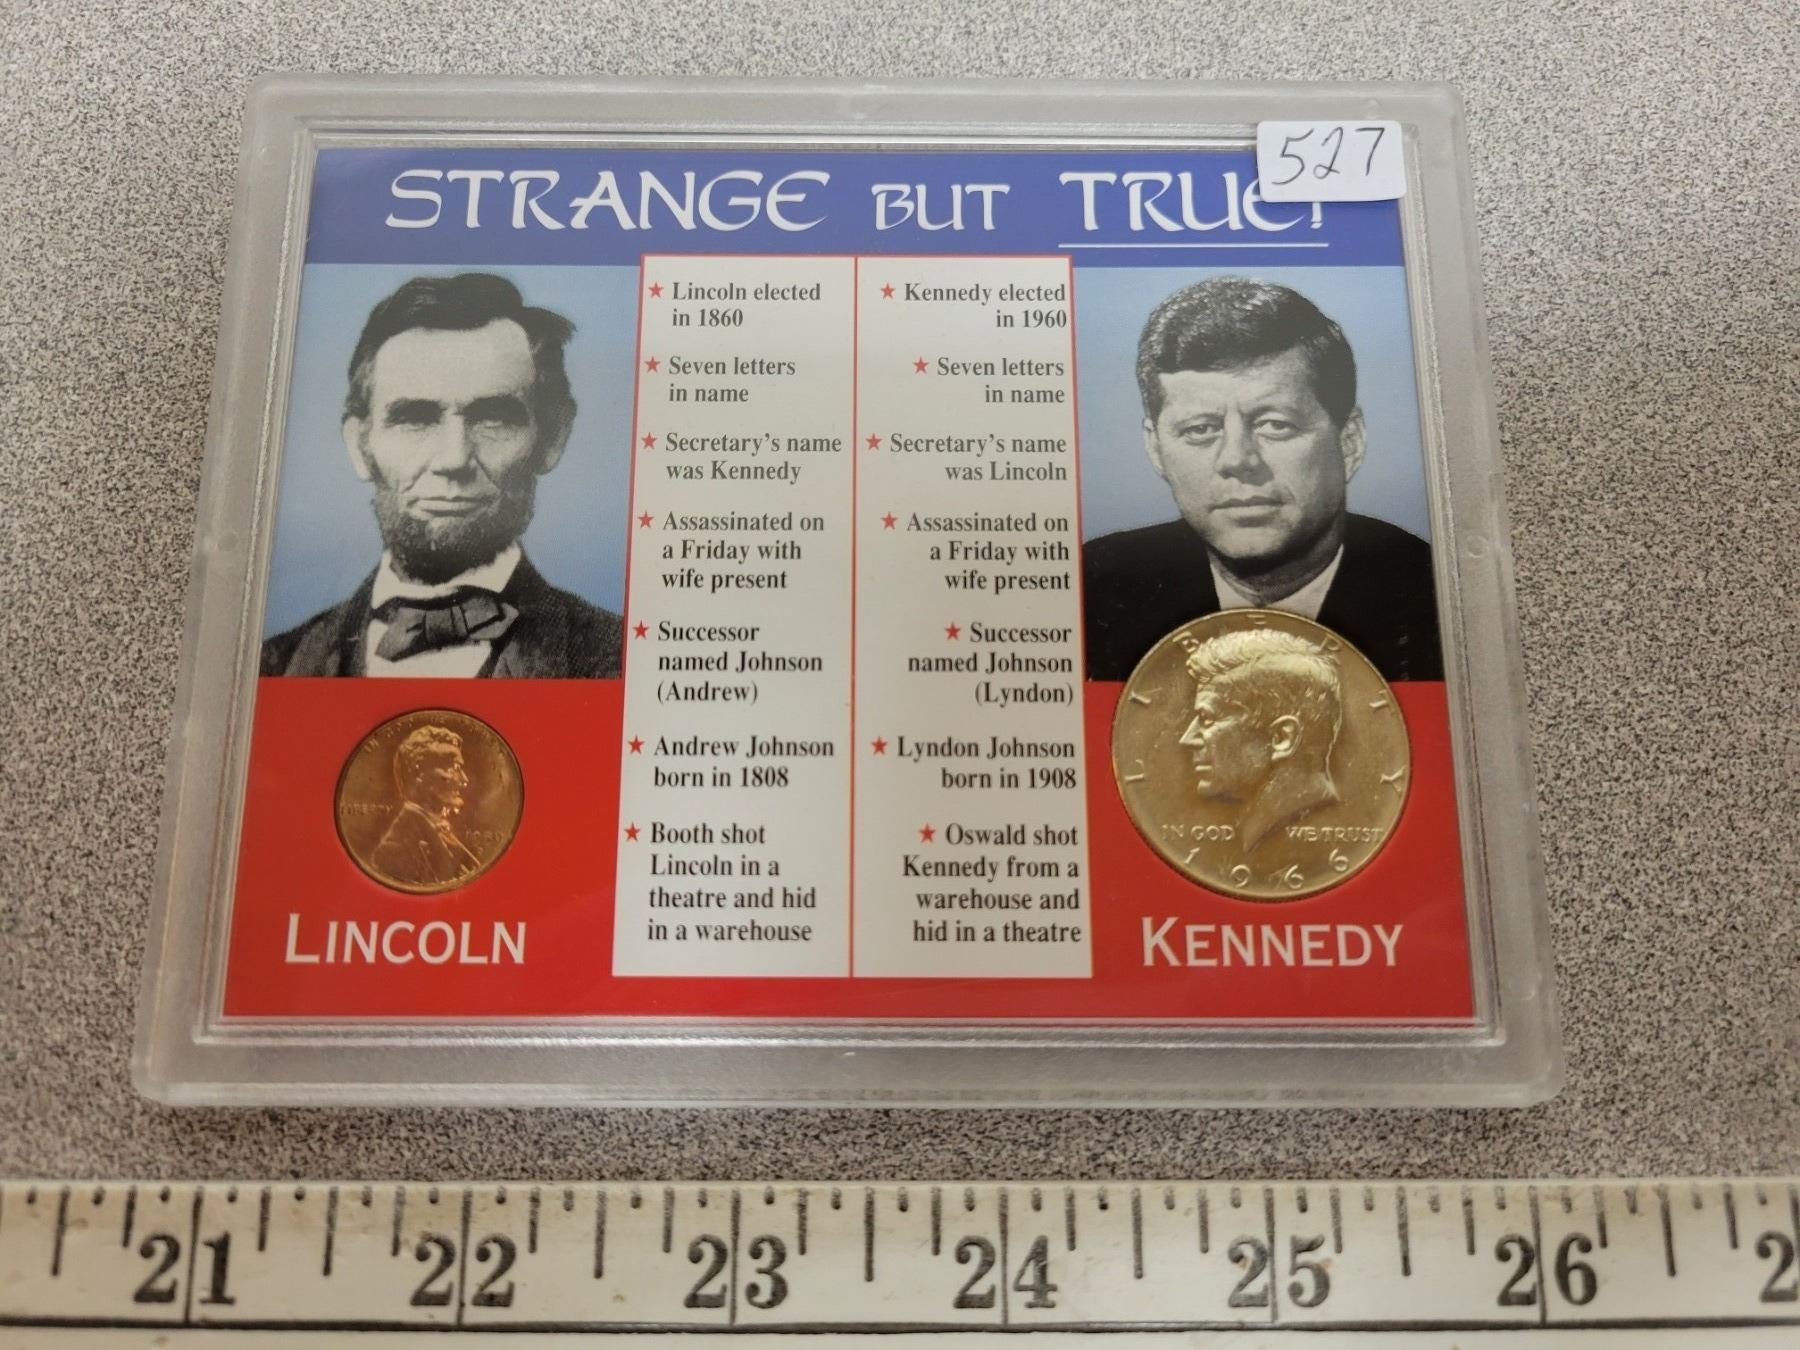 527
STRANGE BUT TRUE!
★ Lincoln elected
in 1860
★ Seven letters
in name
★ Secretary's name
was Kennedy
★ Assassinated on
a Friday with
wife present
★ Successor
named Johnson
(Andrew)
★ Andrew Johnson
born in 1808
★ Booth shot
Lincoln in a
theatre and hid
in a warehouse
★ Kennedy elected
in 1960
★ Seven letters
in name
★ Secretary's name
was Lincoln
★ Assassinated on
a Friday with
wife present
★ Successor
named Johnson
(Lyndon)
★ Lyndon Johnson
born in 1908
★ Oswald shot
Kennedy from a
warehouse and
hid in a theatre
LIBERTY
LINCOLN
LIBERTY
IN GOD WE TRUST
1966
KENNEDY
21 22 23 24 25 26